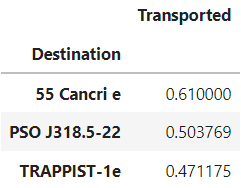 Transported
Destination
55 Cancri e 0.610000
PSO J318.5-22 0.503769
TRAPPIST-1e 0.471175